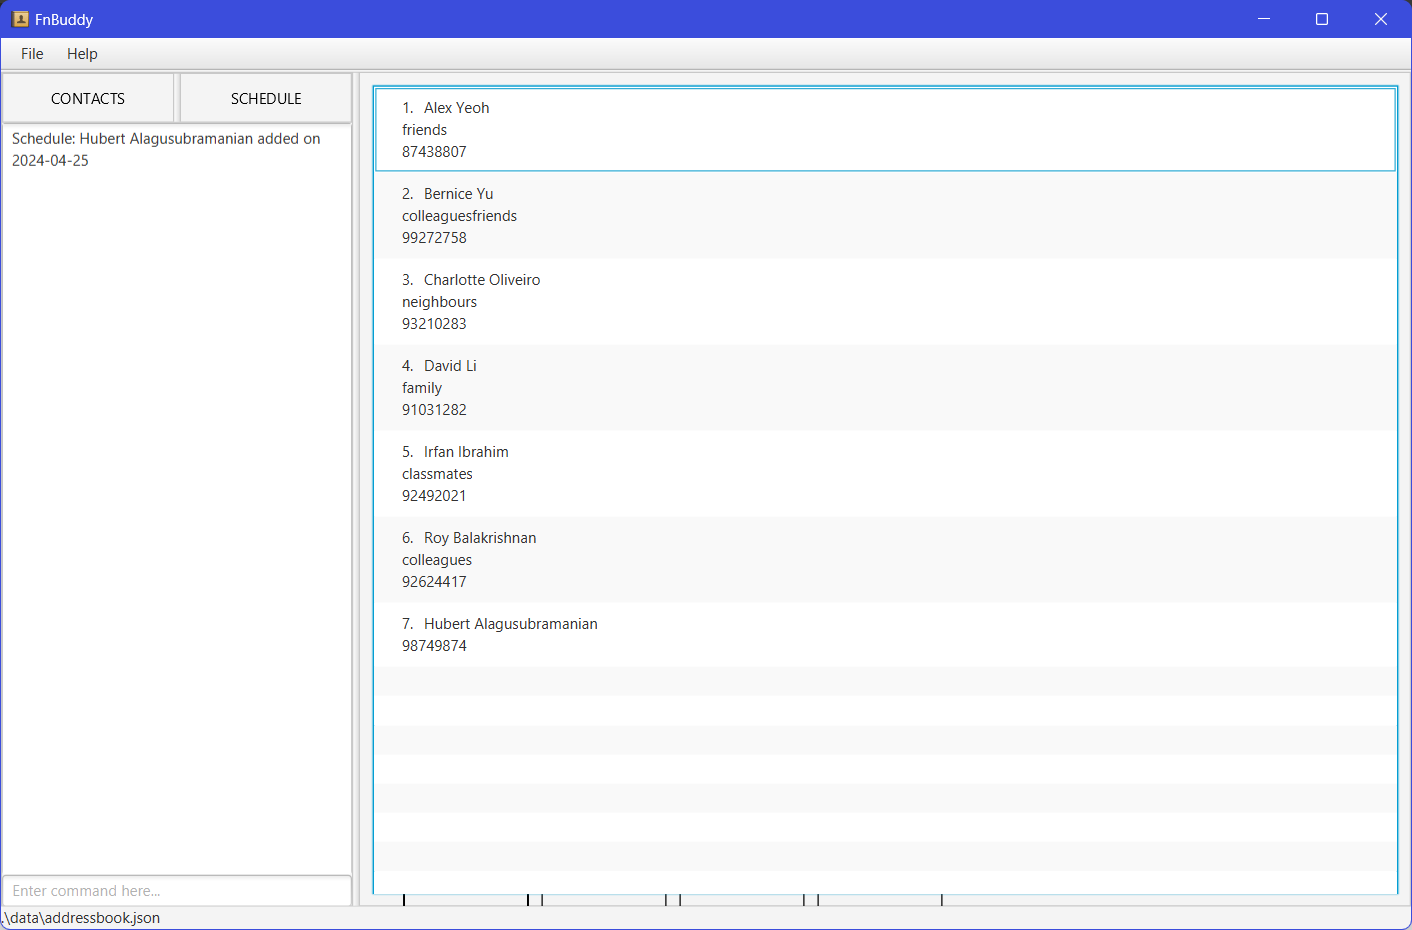 FnBuddy
File Help
CONTACTS SCHEDULE
Schedule: Hubert Alagusubramanian added on
2024-04-25
1. Alex Yeoh
friends
87438807
2. Bernice Yu
colleaguesfriends
99272758
3. Charlotte Oliveiro
neighbours
93210283
4. David Li
family
91031282
5. Irfan Ibrahim
classmates
92492021
6. Roy Balakrishnan
colleagues
92624417
7. Hubert Alagusubramanian
98749874
Enter command here...
.\data\addressbook.json